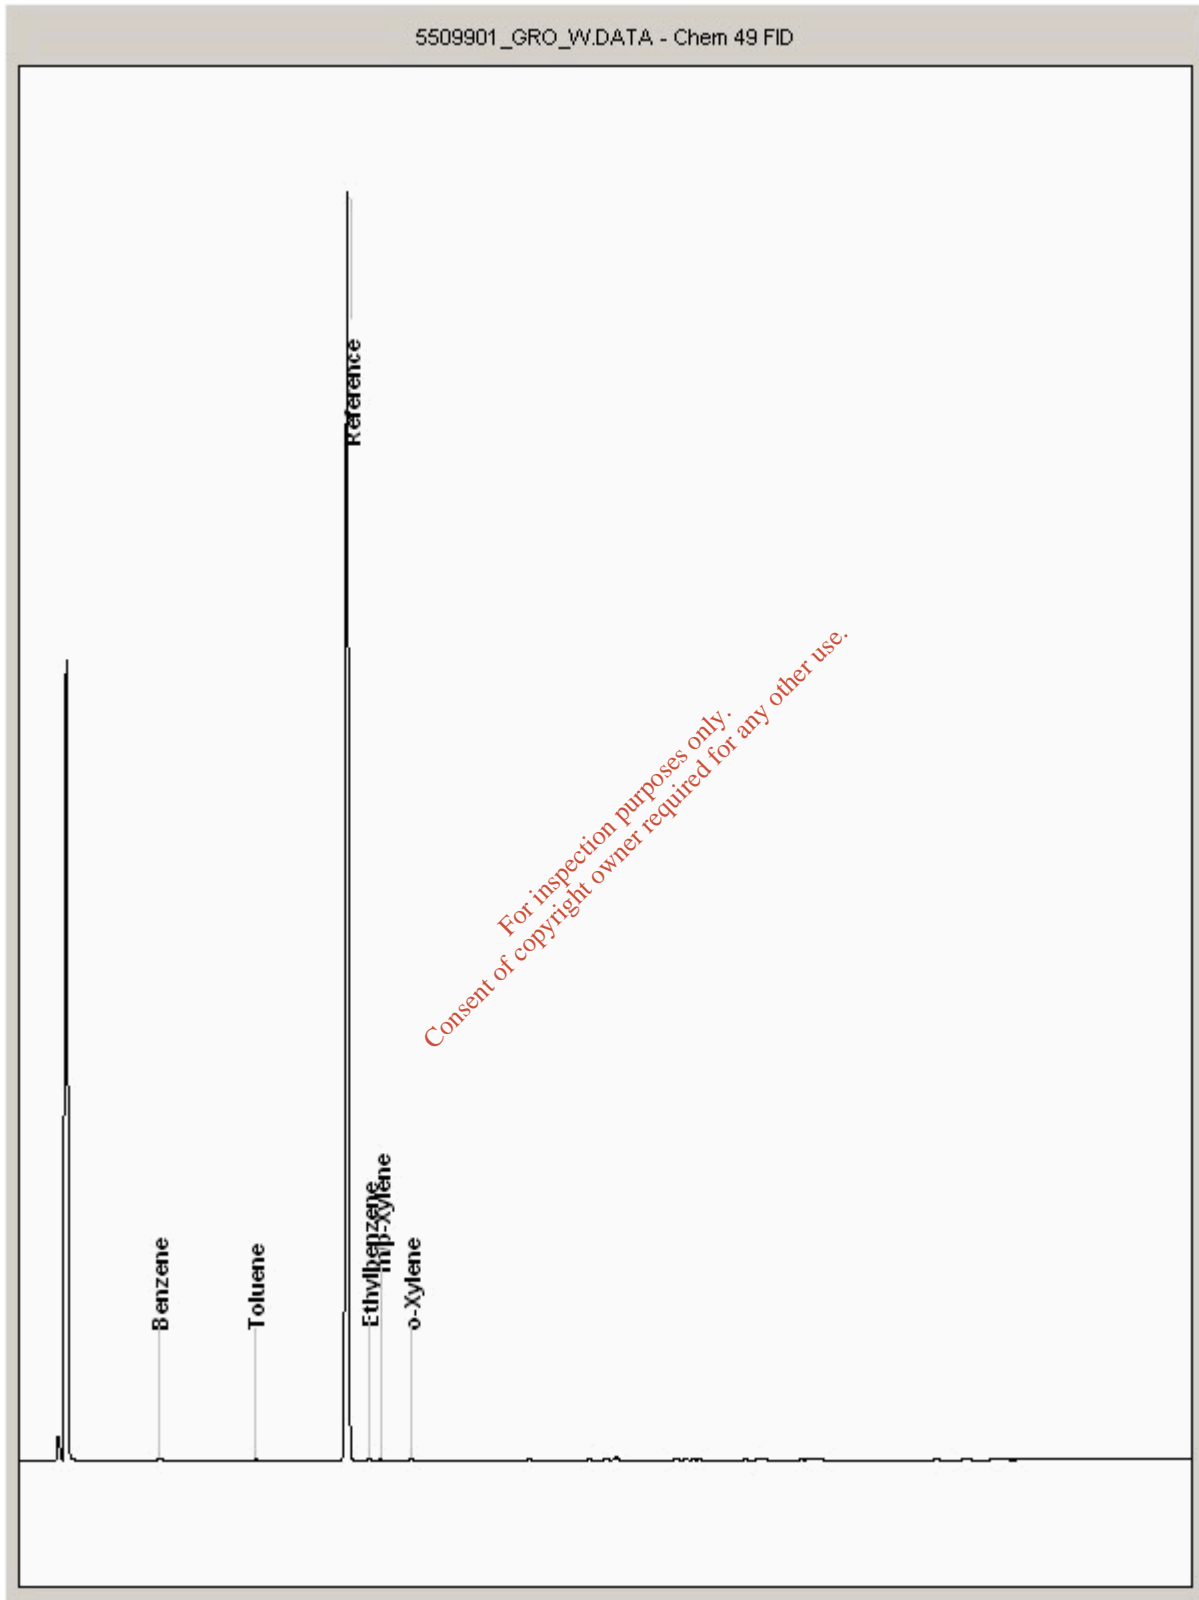 5509901_GRO_W.DATA - Chem 49 FID
Reference
For inspection purposes only.
Consent of copyright owner required for any other use.
Benzene
Toluene
Ethylbenzene
m/p-Xylene
o-Xylene